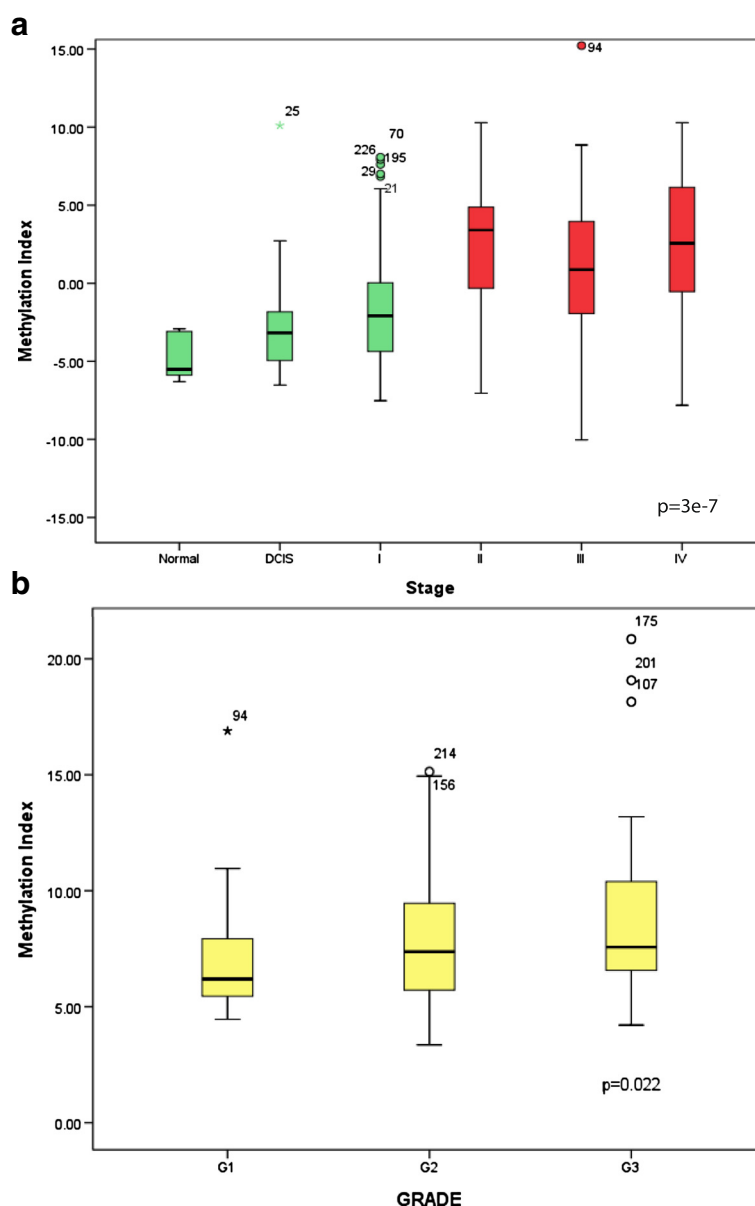 a
15.00
94
25
10.00
70
226
195
29
21
5.00
0.00
-5.00
-10.00
-15.00
Methylation Index
p=3e-7
Normal DCIS I II III IV
Stage
b
175
20.00
201
107
94
214
15.00
156
10.00
5.00
0.00
Methylation Index
p=0.022
G1 G2 G3
GRADE